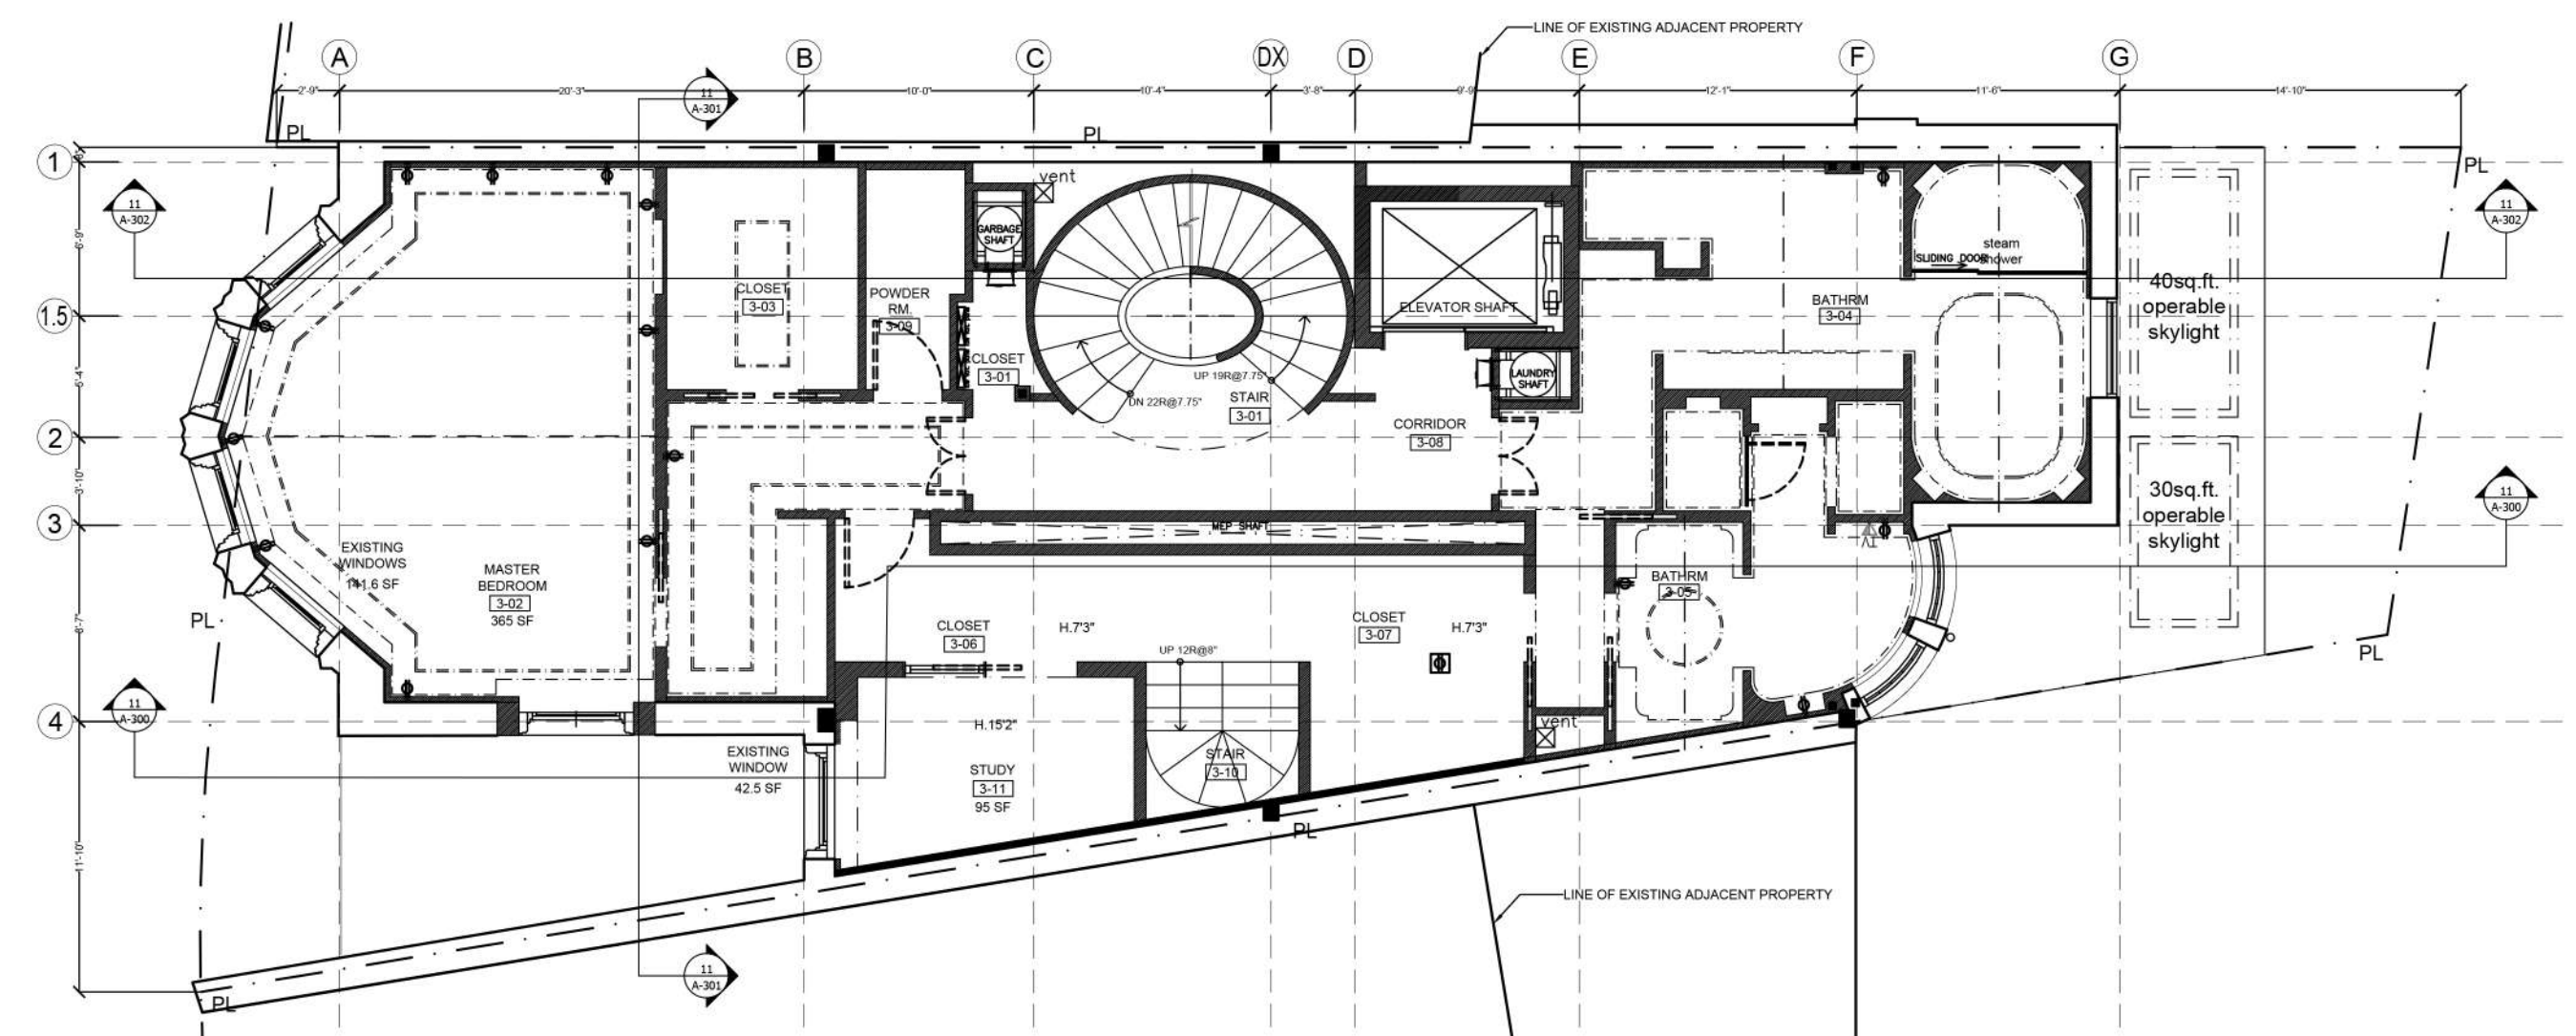 LINE OF EXISTING ADJACENT PROPERTY
A
B
C
DX
D
E
F
G
2'-9"
20'-3"
10'-0"
10'-4"
3'-8"
9'-9"
12'-1"
11'-6"
14'-10"
11
A-301
PL
PL
PL
1
1.5
2
3
4
6'-9"
6'-4"
3'-10"
8'-7"
11'-10"
11
A-302
11
A-302
vent
GARBAGE
SHAFT
steam
shower
SLIDING DOOR
CLOSET
3-03
POWDER
RM.
3-09
ELEVATOR SHAFT
BATHRM
3-04
40sq.ft.
operable
skylight
CLOSET
3-01
UP 19R@7.75"
DN 22R@7.75"
STAIR
3-01
LAUNDRY
SHAFT
CORRIDOR
3-08
30sq.ft.
operable
skylight
11
A-300
MEP SHAFT
TV
EXISTING
WINDOWS
141.6 SF
MASTER
BEDROOM
3-02
365 SF
BATHRM
3-05
CLOSET
3-06
H.7'3"
CLOSET
3-07
H.7'3"
UP 12R@8"
PL
PL
11
A-300
H.15'2"
vent
EXISTING
WINDOW
42.5 SF
STUDY
3-11
95 SF
STAIR
3-10
PL
LINE OF EXISTING ADJACENT PROPERTY
11
A-301
PL